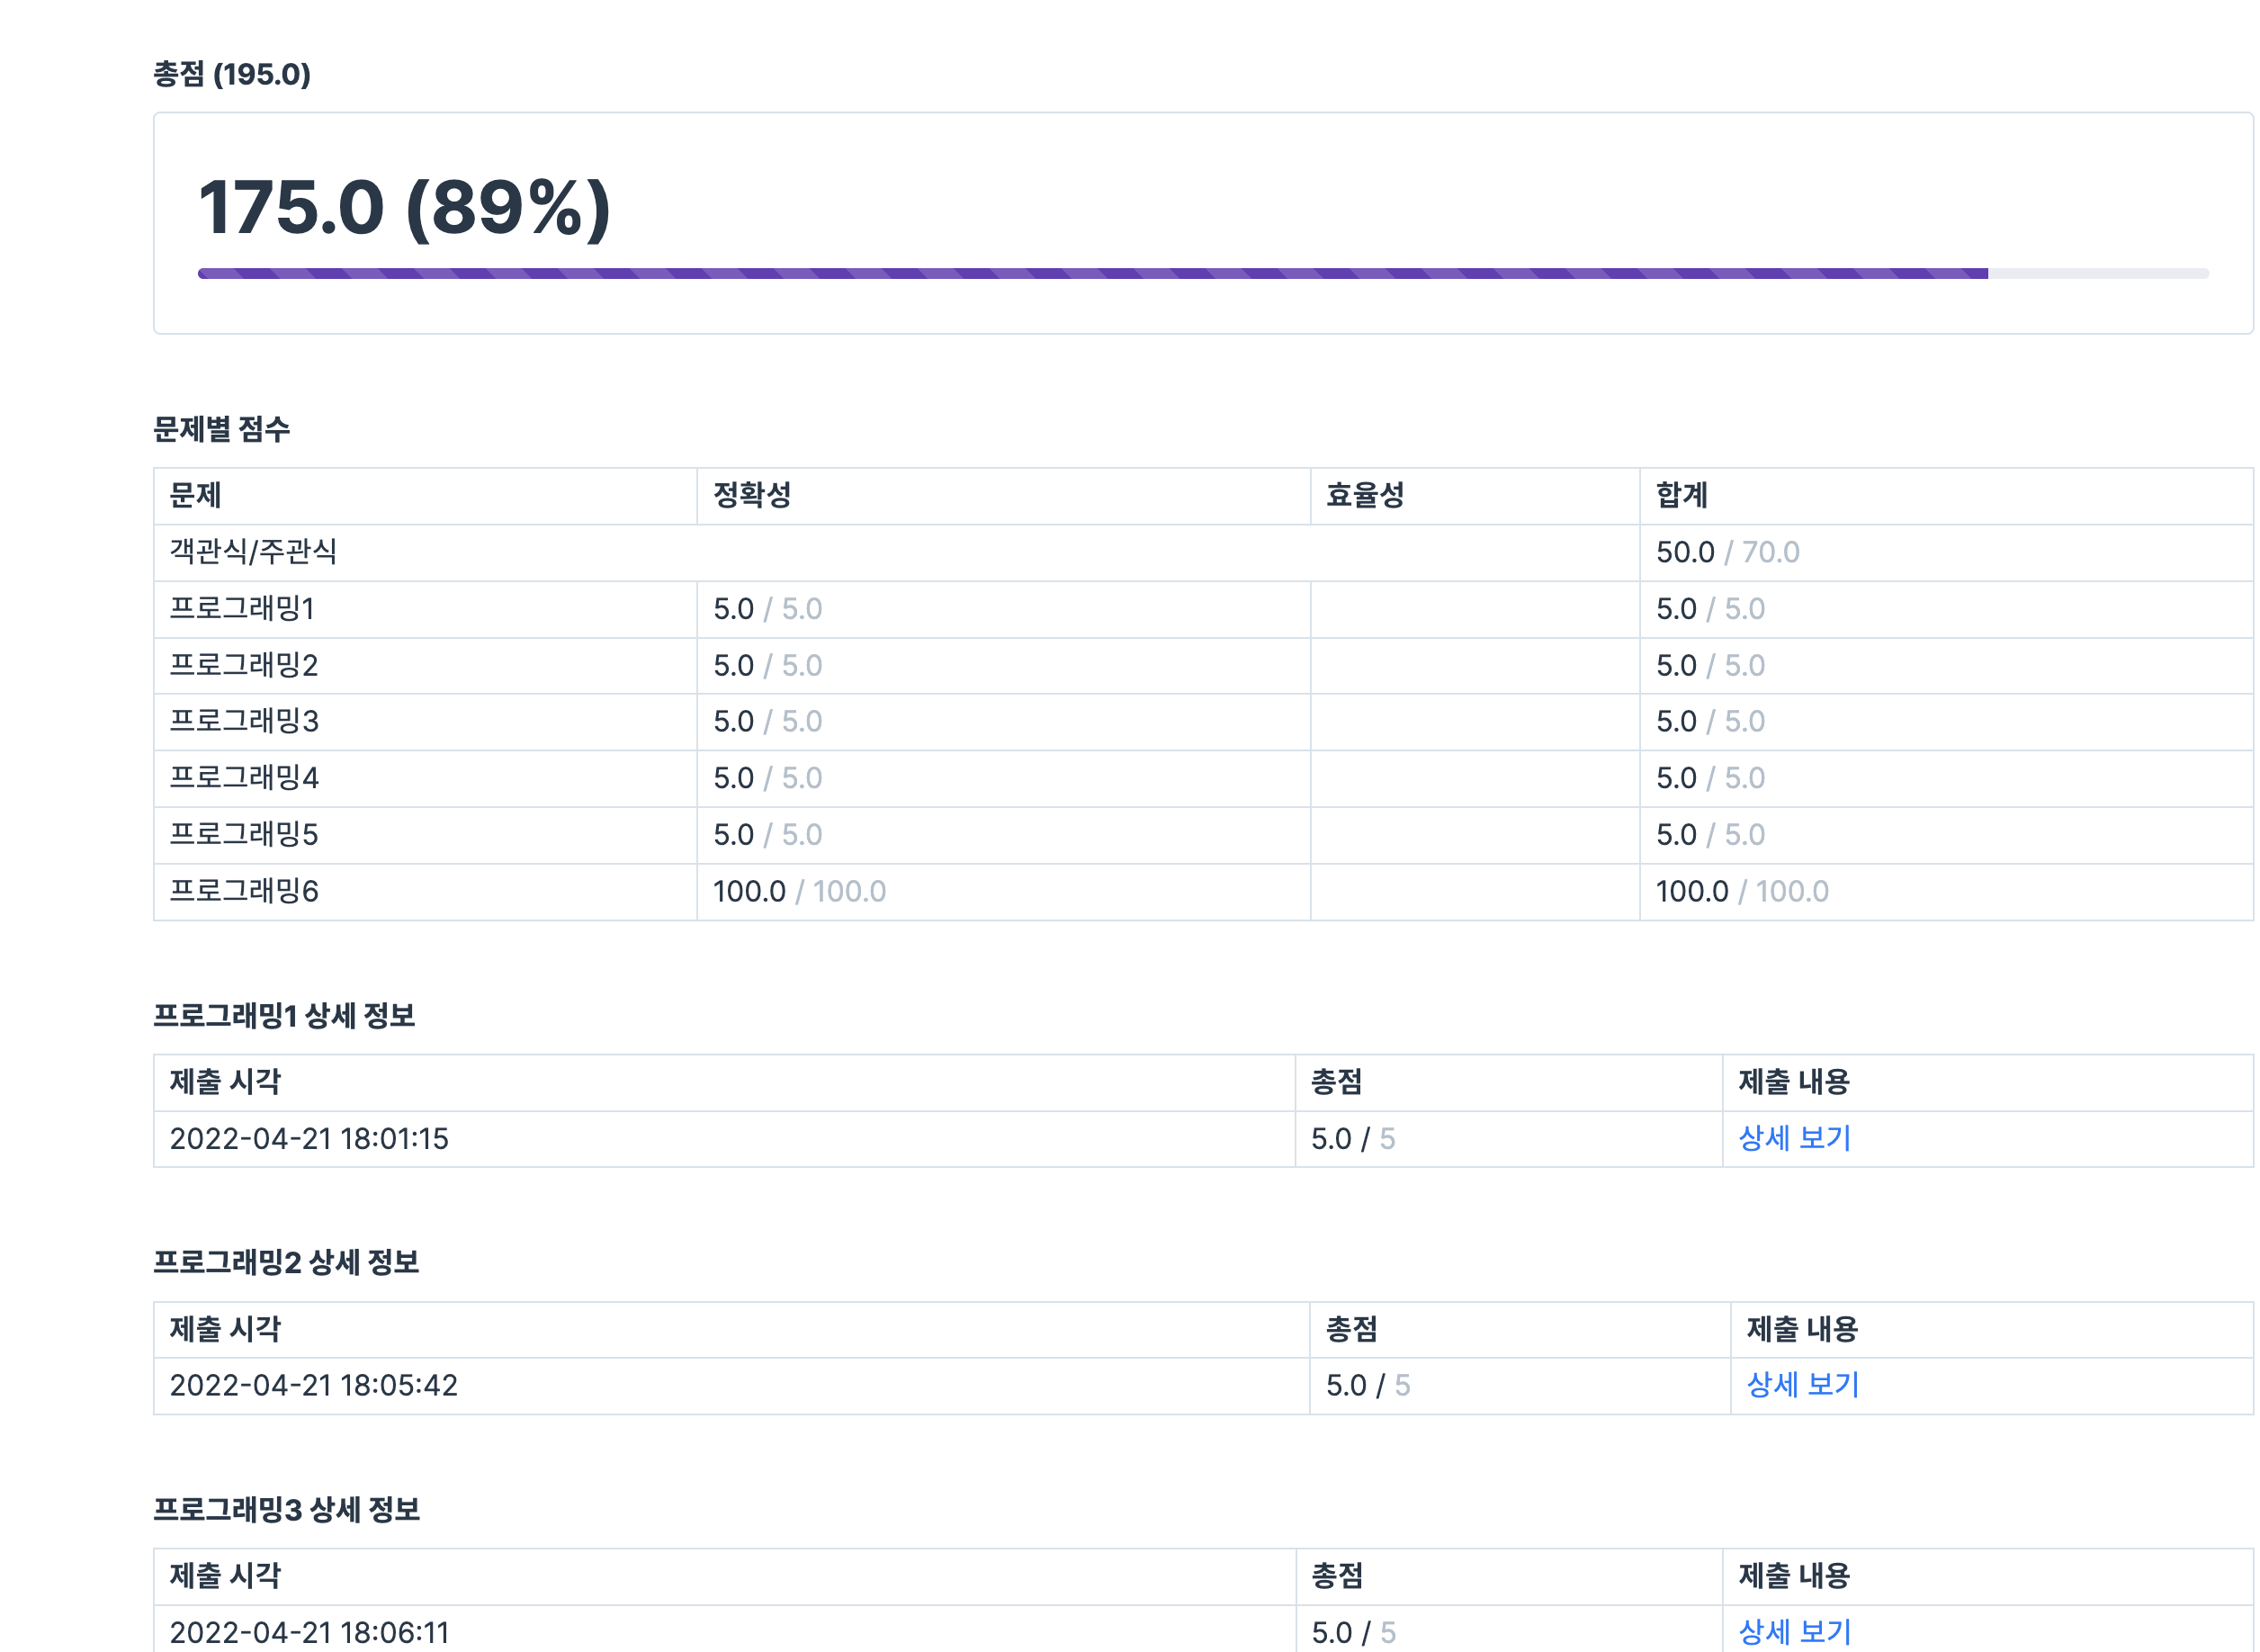 총점 (195.0)
175.0 (89%)
문제별 점수
문제 정확성 효율성 합계
객관식/주관식 50.0 / 70.0
프로그래밍1 5.0 / 5.0 5.0 / 5.0
프로그래밍2 5.0 / 5.0 5.0 / 5.0
프로그래밍3 5.0 / 5.0 5.0 / 5.0
프로그래밍4 5.0 / 5.0 5.0 / 5.0
프로그래밍5 5.0 / 5.0 5.0 / 5.0
프로그래밍6 100.0 / 100.0 100.0 / 100.0
프로그래밍1 상세 정보
제출 시각 총점 제출 내용
2022-04-21 18:01:15 5.0 / 5 상세 보기
프로그래밍2 상세 정보
제출 시각 총점 제출 내용
2022-04-21 18:05:42 5.0 / 5 상세 보기
프로그래밍3 상세 정보
제출 시각 총점 제출 내용
2022-04-21 18:06:11 5.0 / 5 상세 보기